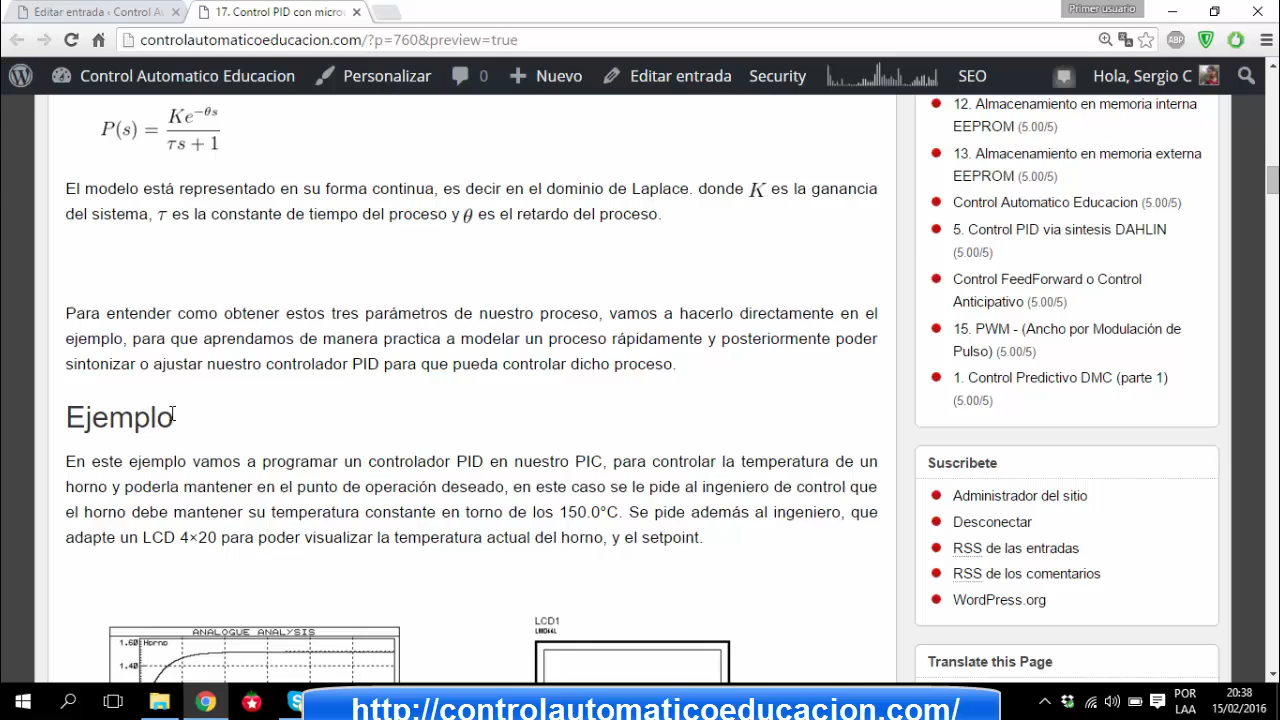 Editar entrada ‹ Control Au
17. Control PID con micro
Primer usuario
controlautomaticoeducacion.com/?p=760&preview=true
ABP
Control Automatico Educacion
Personalizar
0
Nuevo
Editar entrada
Security
SEO
Hola, Sergio C
P(s) = Ke^{-θs} / τs + 1
El modelo está representado en su forma continua, es decir en el dominio de Laplace. donde K es la ganancia
del sistema, τ es la constante de tiempo del proceso y θ es el retardo del proceso.
Para entender como obtener estos tres parámetros de nuestro proceso, vamos a hacerlo directamente en el
ejemplo, para que aprendamos de manera practica a modelar un proceso rápidamente y posteriormente poder
sintonizar o ajustar nuestro controlador PID para que pueda controlar dicho proceso.
Ejemplo
En este ejemplo vamos a programar un controlador PID en nuestro PIC, para controlar la temperatura de un
horno y poderla mantener en el punto de operación deseado, en este caso se le pide al ingeniero de control que
el horno debe mantener su temperatura constante en torno de los 150.0°C. Se pide además al ingeniero, que
adapte un LCD 4×20 para poder visualizar la temperatura actual del horno, y el setpoint.
ANALOGUE ANALYSIS
1.60
Horno
1.40
LCD1
LM044L
12. Almacenamiento en memoria interna
EEPROM (5.00/5)
13. Almacenamiento en memoria externa
EEPROM (5.00/5)
Control Automatico Educacion (5.00/5)
5. Control PID via sintesis DAHLIN
(5.00/5)
Control FeedForward o Control
Anticipativo (5.00/5)
15. PWM - (Ancho por Modulación de
Pulso) (5.00/5)
1. Control Predictivo DMC (parte 1)
(5.00/5)
Suscribete
Administrador del sitio
Desconectar
RSS de las entradas
RSS de los comentarios
WordPress.org
Translate this Page
http://controlautomaticoeducacion.com/
POR
LAA
20:38
15/02/2016